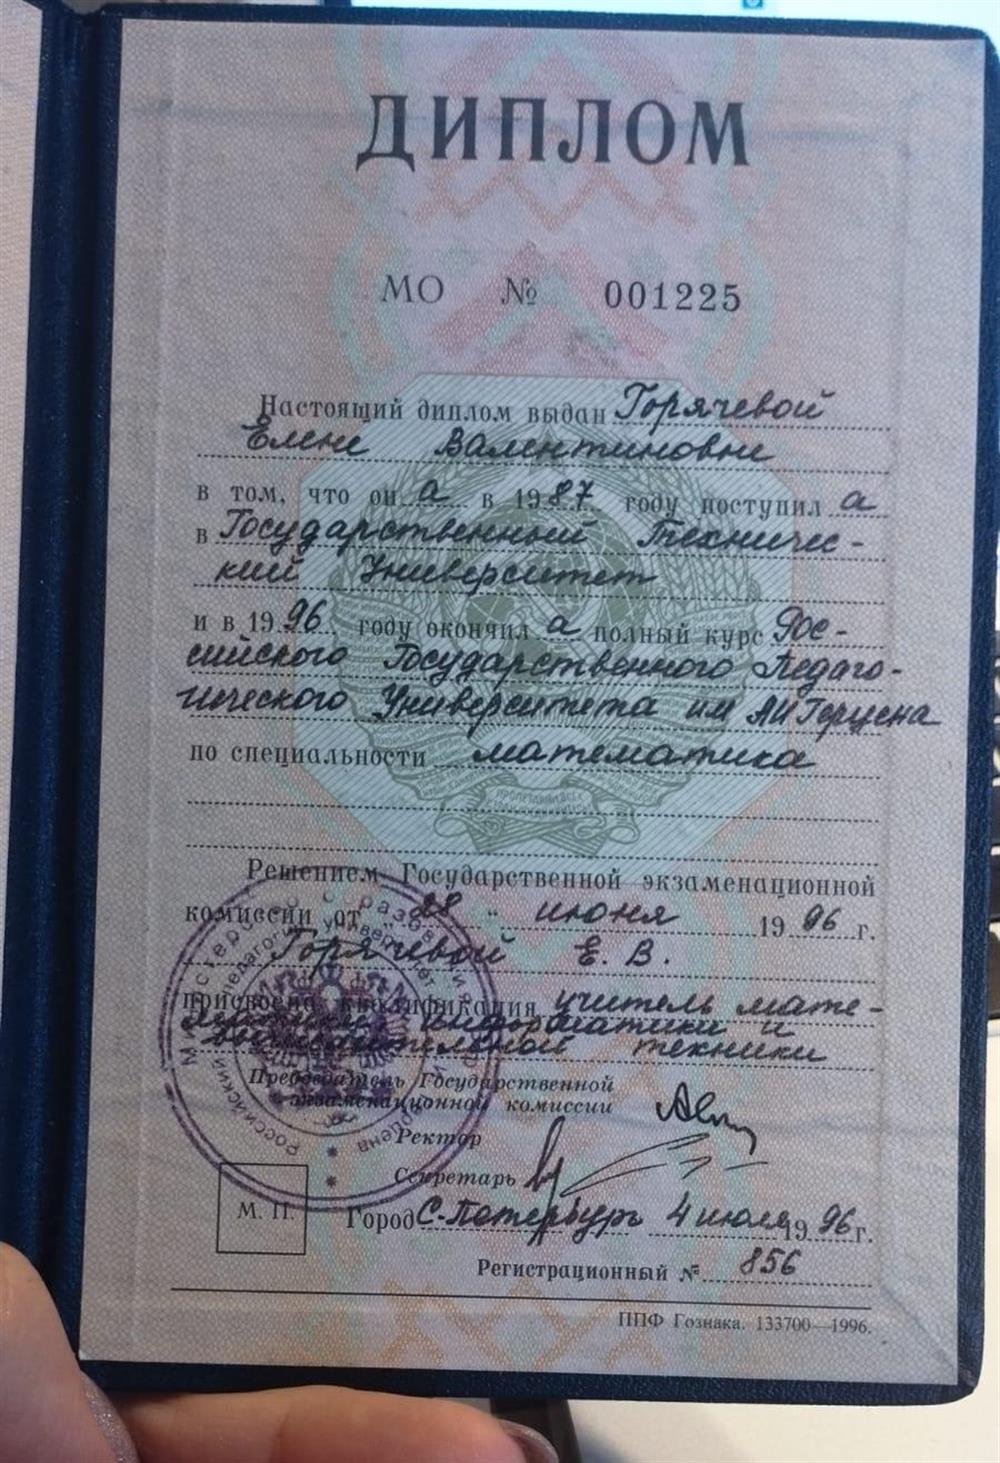 ДИПЛОМ
МО № 001225
Настоящий диплом выдан Горячевой
Елене Валентиновне
в том, что он а в 1987 году поступил а
в Государственный Техничес-
кий Университет
и в 1996 году окончил а полный курс Рос-
сийского Государственного Педаго-
гического Университета им АИ Герцена
по специальности математика
ПРОЛЕТАРИИ ВСЕХ
Решением Государственной экзаменационной
комиссии от 28 " июня 1996 г.
Горячевой Е. В.
присвоена квалификация учитель мате-
матики, информатики и
вычислительной техники
Председатель Государственной
экзаменационной комиссии
Ректор
Секретарь
М. П. Город С-Петербург 4 июля 1996 г.
Регистрационный № 856
ППФ Гознака. 133700—1996.